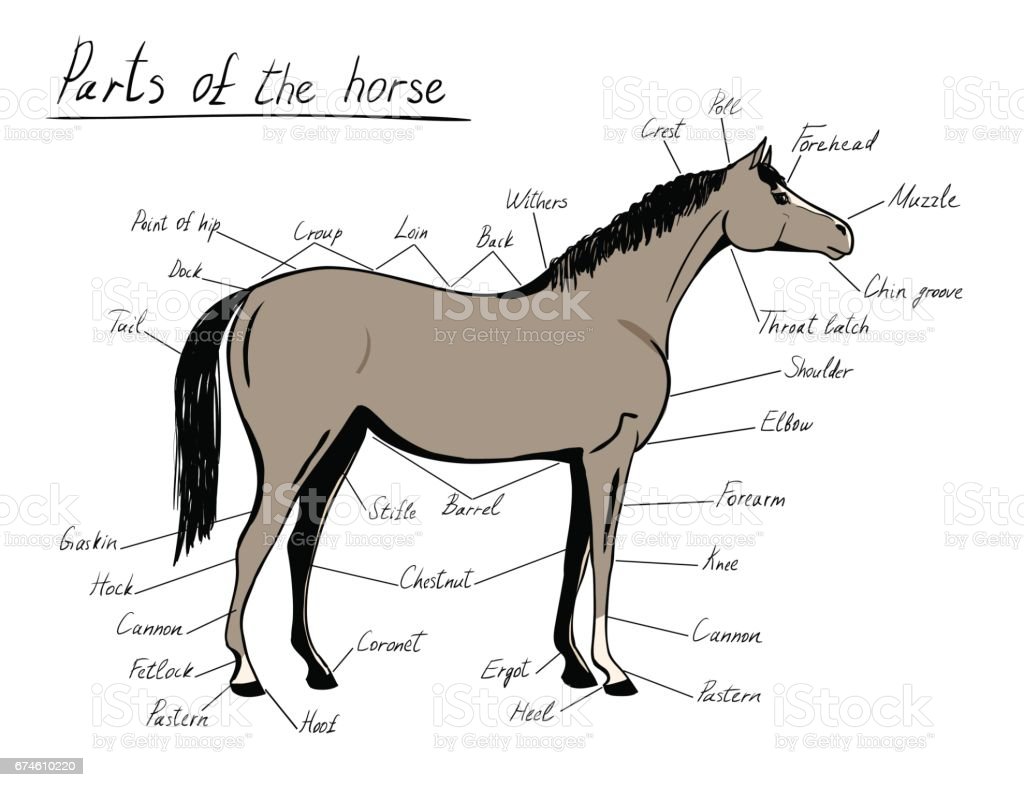 Parts of the horse
Poll
Crest
Forehead
Withers
Muzzle
Point of hip
Croup
Loin
Back
Dock
Chin groove
Tail
Throat latch
Shoulder
Elbow
Stifle
Barrel
Forearm
Gaskin
Knee
Hock
Chestnut
Cannon
Cannon
Coronet
Fetlock
Ergot
Pastern
Pastern
Heel
Hoof
iStock
by Getty Images™
674610220